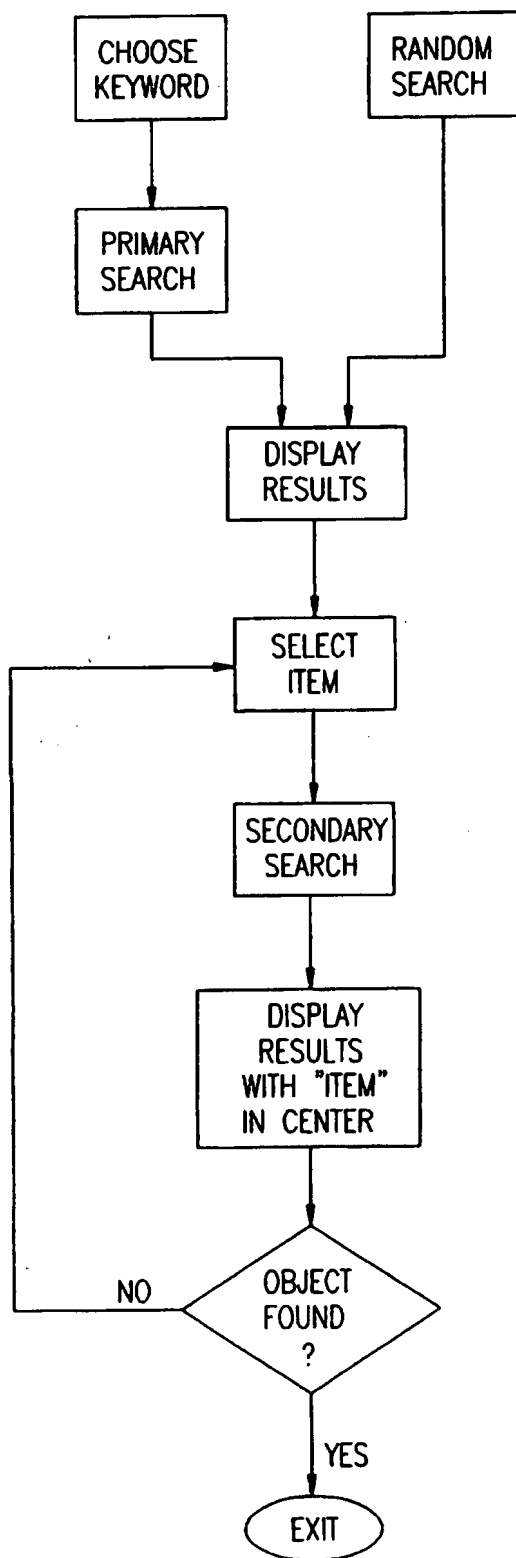 CHOOSE
KEYWORD
RANDOM
SEARCH
PRIMARY
SEARCH
DISPLAY
RESULTS
SELECT
ITEM
SECONDARY
SEARCH
DISPLAY
RESULTS
WITH "ITEM"
IN CENTER
NO
OBJECT
FOUND
?
YES
EXIT